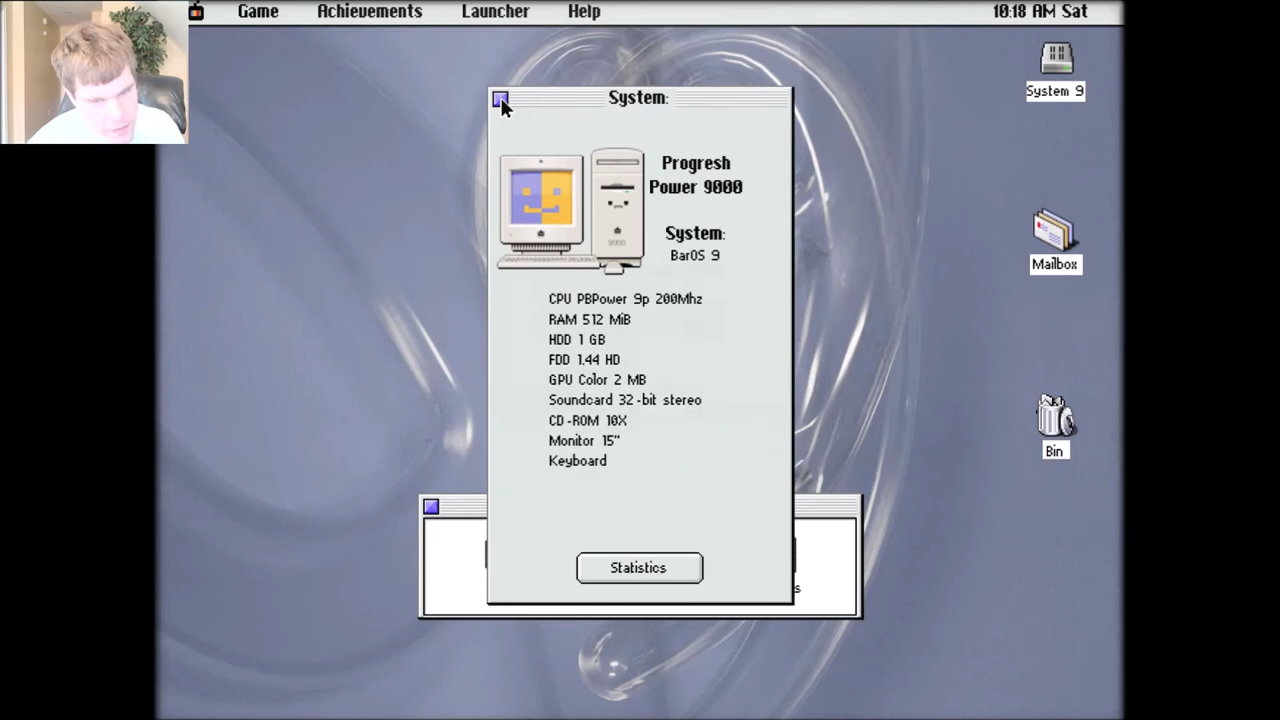 Game Achievements Launcher Help 10:18 AM Sat
System 9
System:
Progresh
Power 9000
System:
BarOS 9
9000
Mailbox
CPU PBPower 9p 200Mhz
RAM 512 MiB
HDD 1 GB
FDD 1.44 HD
GPU Color 2 MB
Soundcard 32-bit stereo
CD-ROM 10X
Monitor 15"
Keyboard
Bin
Statistics
s